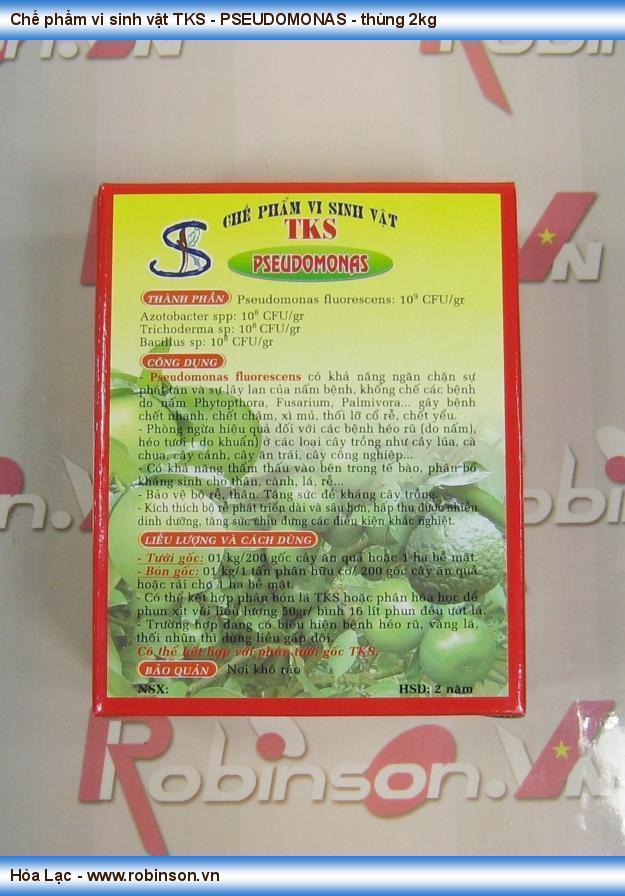 Chế phẩm vi sinh vật TKS - PSEUDOMONAS - thùng 2kg
CHẾ PHẨM VI SINH VẬT
TKS
PSEUDOMONAS
THÀNH PHẦN Pseudomonas fluorescens: 10⁹ CFU/gr
Azotobacter spp: 10⁸ CFU/gr
Trichoderma sp: 10⁸ CFU/gr
Bacillus sp: 10⁸ CFU/gr
CÔNG DỤNG
- Pseudomonas fluorescens có khả năng ngăn chặn sự
phát tán và sự lây lan của nấm bệnh, khống chế các bệnh
do nấm Phytopthora, Fusarium, Palmivora... gây bệnh
chết nhanh, chết chậm, xì mủ, thối lỡ cổ rễ, chết yểu.
- Phòng ngừa hiệu quả đối với các bệnh héo rũ (do nấm),
héo tươi ( do khuẩn) ở các loại cây trồng như cây lúa, cà
chua, cây cảnh, cây ăn trái, cây công nghiệp...
- Có khả năng thẩm thấu vào bên trong tế bào, phân bố
kháng sinh cho thân, cành, lá, rễ...
- Bảo vệ bộ rễ, thân. Tăng sức đề kháng cây trồng.
- Kích thích bộ rễ phát triển dài và sâu hơn, hấp thu được nhiều
dinh dưỡng, tăng sức chịu đựng các điều kiện khắc nghiệt.
LIỀU LƯỢNG VÀ CÁCH DÙNG
- Tưới gốc: 01 kg/200 gốc cây ăn quả hoặc 1 ha bề mặt.
- Bón gốc: 01 kg/1 tấn phân hữu cơ/ 200 gốc cây ăn quả
hoặc rải cho 1 ha bề mặt.
- Có thể kết hợp phân bón lá TKS hoặc phân hóa học để
phun xịt với liều lượng 50gr/ bình 16 lít phun đều ướt lá.
- Trường hợp đang có biểu hiện bệnh héo rũ, vàng lá,
thối nhũn thì dùng liều gấp đôi.
Có thể kết hợp với phân tưới gốc TKS.
BẢO QUẢN Nơi khô ráo
NSX: HSD: 2 năm
Robinson.VN
Hòa Lạc - www.robinson.vn